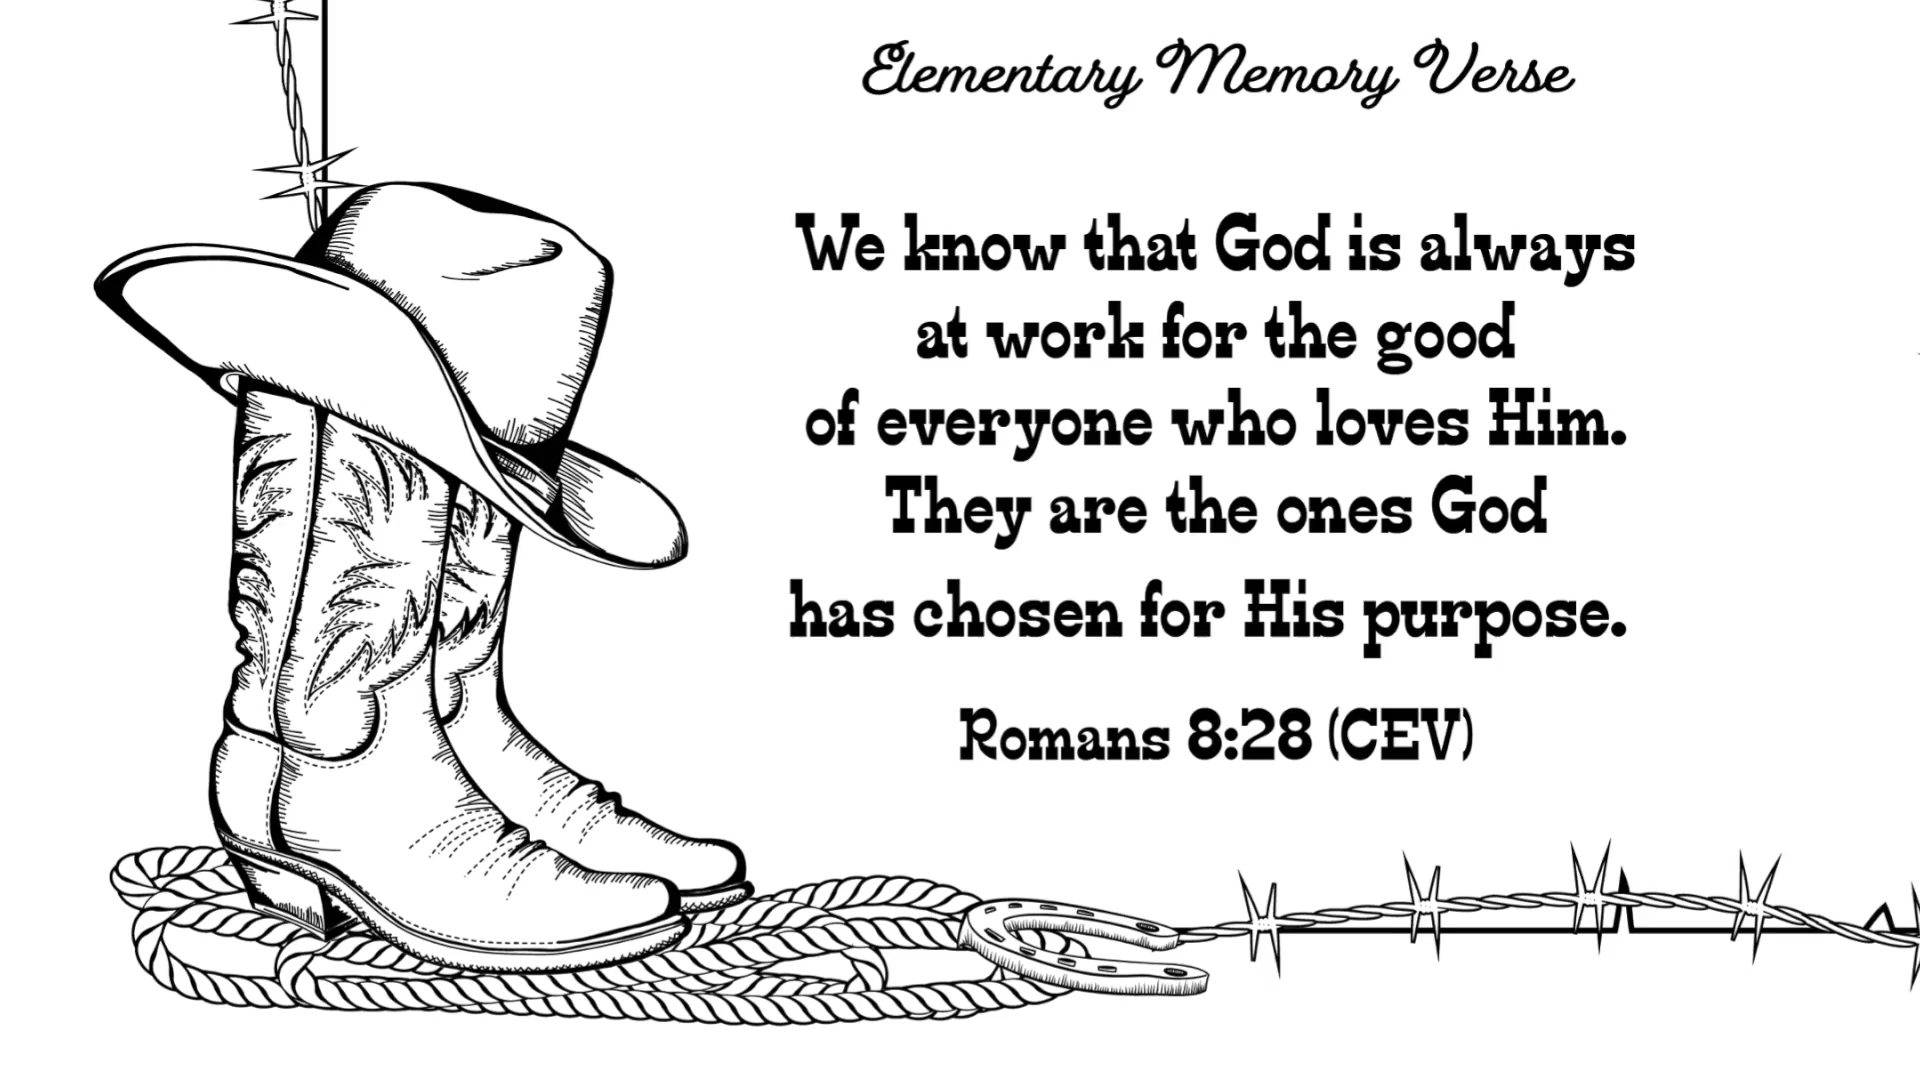 Elementary Memory Verse
We know that God is always
at work for the good
of everyone who loves Him.
They are the ones God
has chosen for His purpose.
Romans 8:28 (CEV)